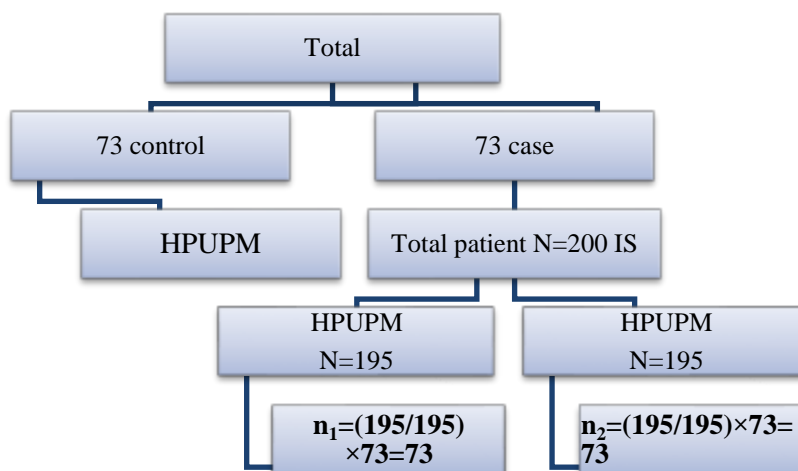 Total
73 control
73 case
HPUPM
Total patient N=200 IS
HPUPM
N=195
HPUPM
N=195
n₁=(195/195)
×73=73
n₂=(195/195)×73=
73